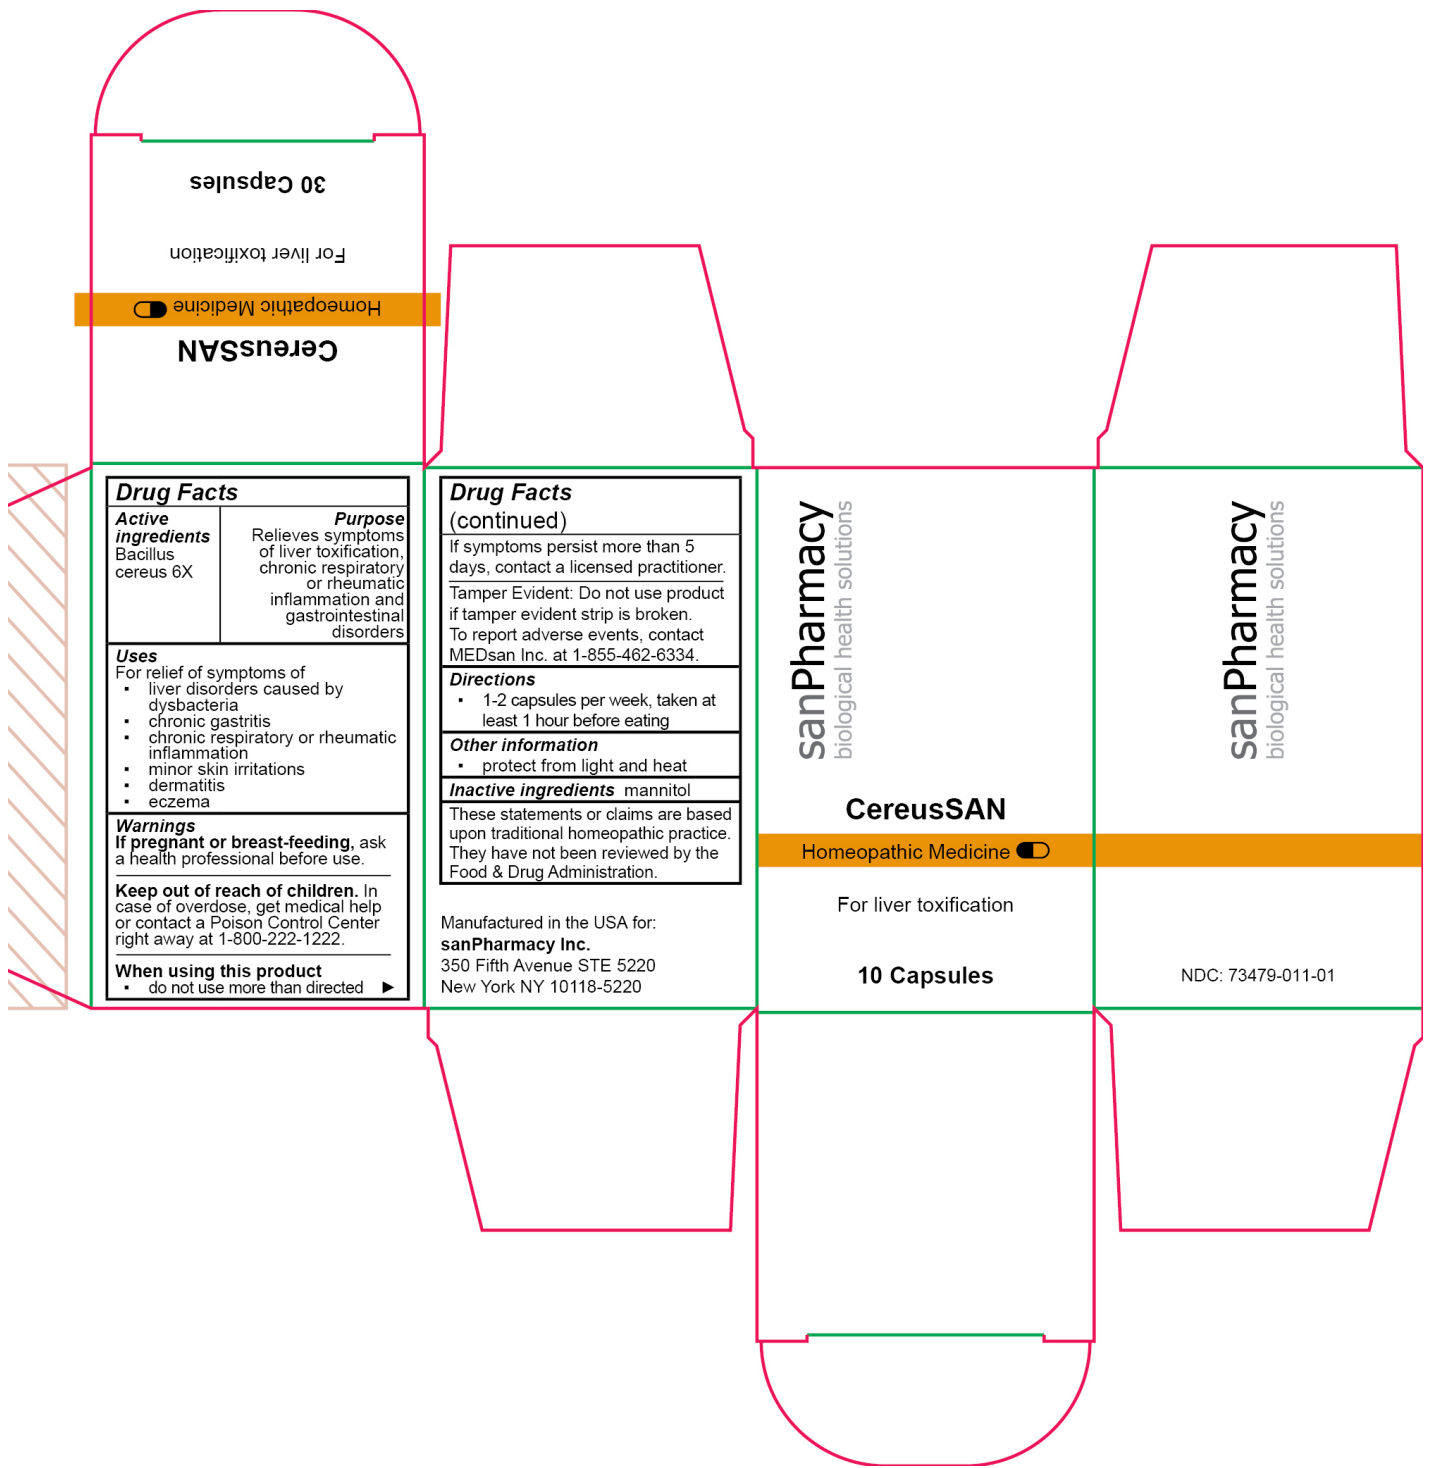 30 Capsules
For liver toxification
Homeopathic Medicine
CereusSAN
Drug Facts
Active
ingredients
Bacillus
cereus 6X
Purpose
Relieves symptoms
of liver toxification,
chronic respiratory
or rheumatic
inflammation and
gastrointestinal
disorders
Uses
For relief of symptoms of
▪ liver disorders caused by
dysbacteria
▪ chronic gastritis
▪ chronic respiratory or rheumatic
inflammation
▪ minor skin irritations
▪ dermatitis
▪ eczema
Warnings
If pregnant or breast-feeding, ask
a health professional before use.
Keep out of reach of children. In
case of overdose, get medical help
or contact a Poison Control Center
right away at 1-800-222-1222.
When using this product
▪ do not use more than directed ►
Drug Facts
(continued)
If symptoms persist more than 5
days, contact a licensed practitioner.
Tamper Evident: Do not use product
if tamper evident strip is broken.
To report adverse events, contact
MEDsan Inc. at 1-855-462-6334.
Directions
▪ 1-2 capsules per week, taken at
least 1 hour before eating
Other information
▪ protect from light and heat
Inactive ingredients mannitol
These statements or claims are based
upon traditional homeopathic practice.
They have not been reviewed by the
Food & Drug Administration.
Manufactured in the USA for:
sanPharmacy Inc.
350 Fifth Avenue STE 5220
New York NY 10118-5220
sanPharmacy
biological health solutions
CereusSAN
Homeopathic Medicine
For liver toxification
10 Capsules
sanPharmacy
biological health solutions
NDC: 73479-011-01